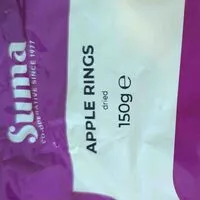 Suma
CO-OPERATIVE SINCE 1977
APPLE RINGS
dried
150g e